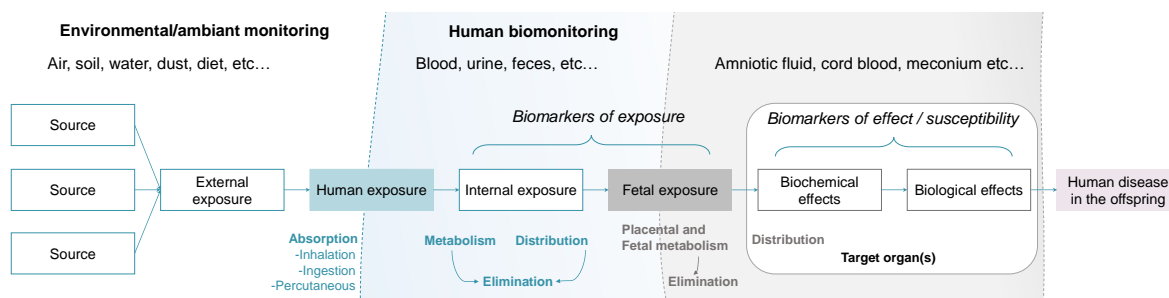 Environmental/ambiant monitoring
Human biomonitoring
Air, soil, water, dust, diet, etc…
Blood, urine, feces, etc…
Amniotic fluid, cord blood, meconium etc…
Source
Source
Source
External
exposure
Human exposure
Biomarkers of exposure
Internal exposure
Fetal exposure
Biomarkers of effect / susceptibility
Biochemical
effects
Biological effects
Human disease
in the offspring
Absorption
-Inhalation
-Ingestion
-Percutaneous
Metabolism
Distribution
Elimination
Placental and
Fetal metabolism
Elimination
Distribution
Target organ(s)